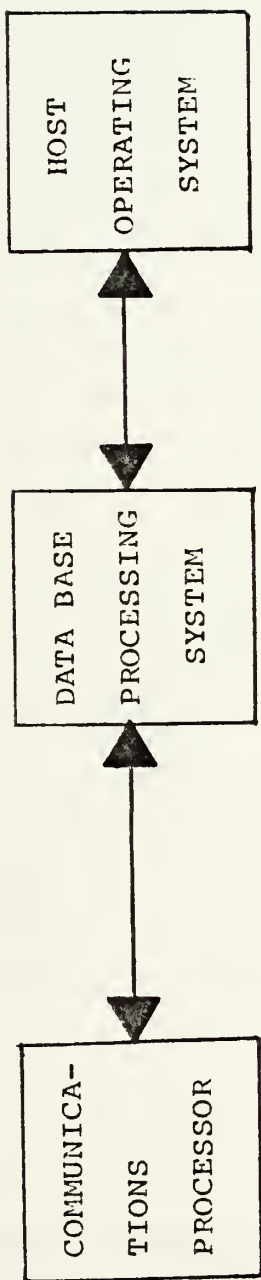 COMMUNICA-
TIONS
PROCESSOR
DATA BASE
PROCESSING
SYSTEM
HOST
OPERATING
SYSTEM